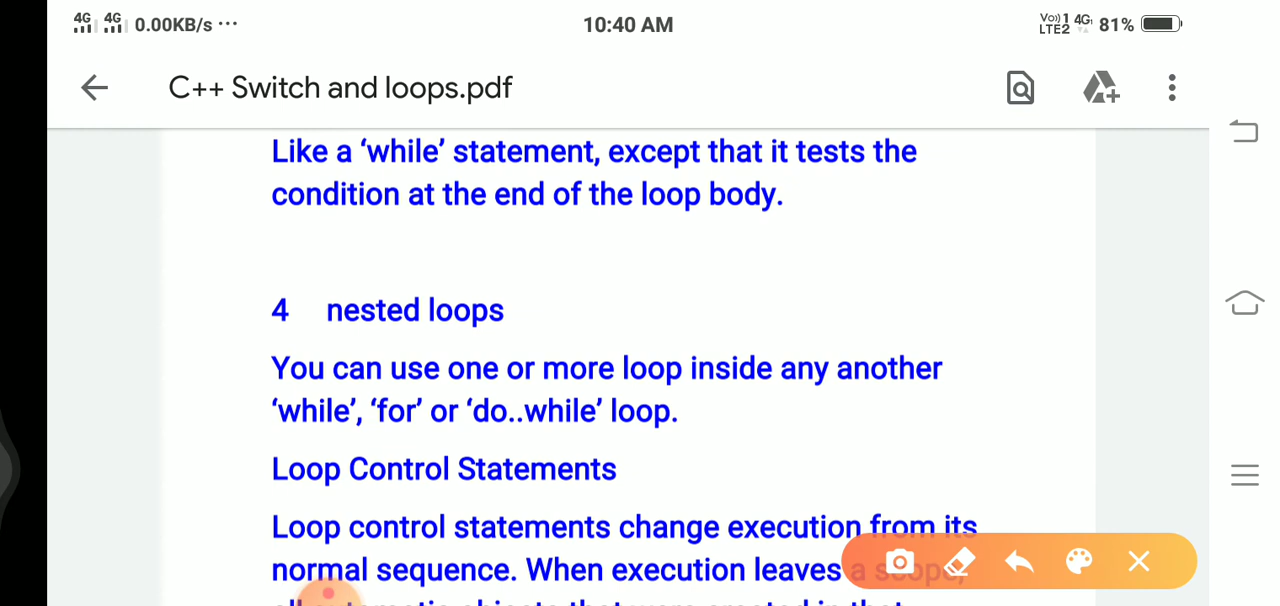 4G 4G 0.00KB/s ...
10:40 AM
Vo)) 1 4G
LTE2
81%
C++ Switch and loops.pdf
Like a ‘while’ statement, except that it tests the
condition at the end of the loop body.
4 nested loops
You can use one or more loop inside any another
‘while’, ‘for’ or ‘do..while’ loop.
Loop Control Statements
Loop control statements change execution from its
normal sequence. When execution leaves a scope,